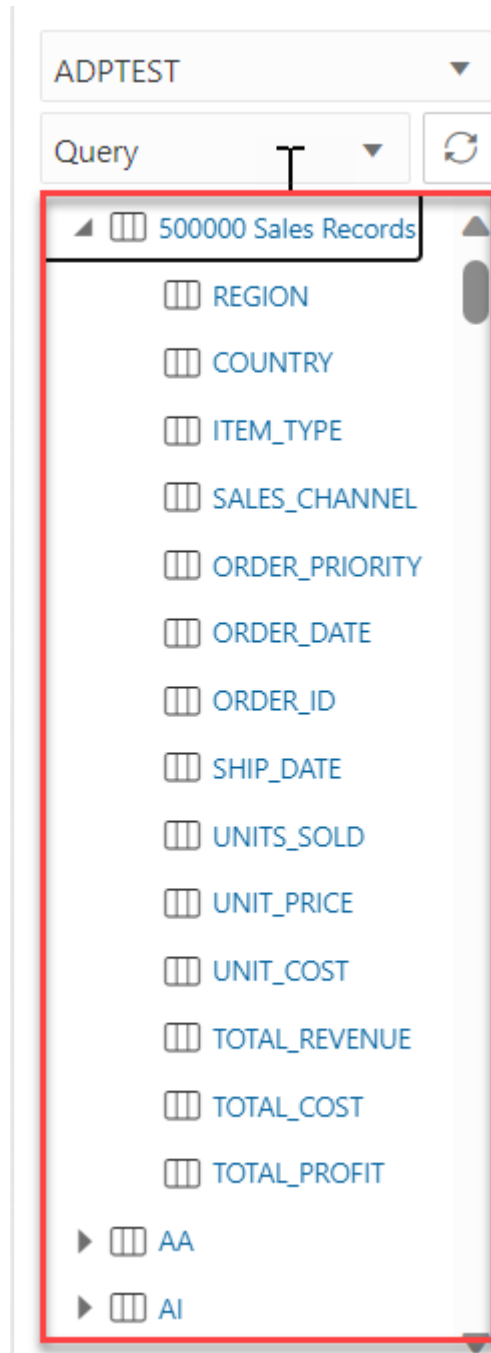 ADPTEST
Query
500000 Sales Records
REGION
COUNTRY
ITEM_TYPE
SALES_CHANNEL
ORDER_PRIORITY
ORDER_DATE
ORDER_ID
SHIP_DATE
UNITS_SOLD
UNIT_PRICE
UNIT_COST
TOTAL_REVENUE
TOTAL_COST
TOTAL_PROFIT
AA
AI